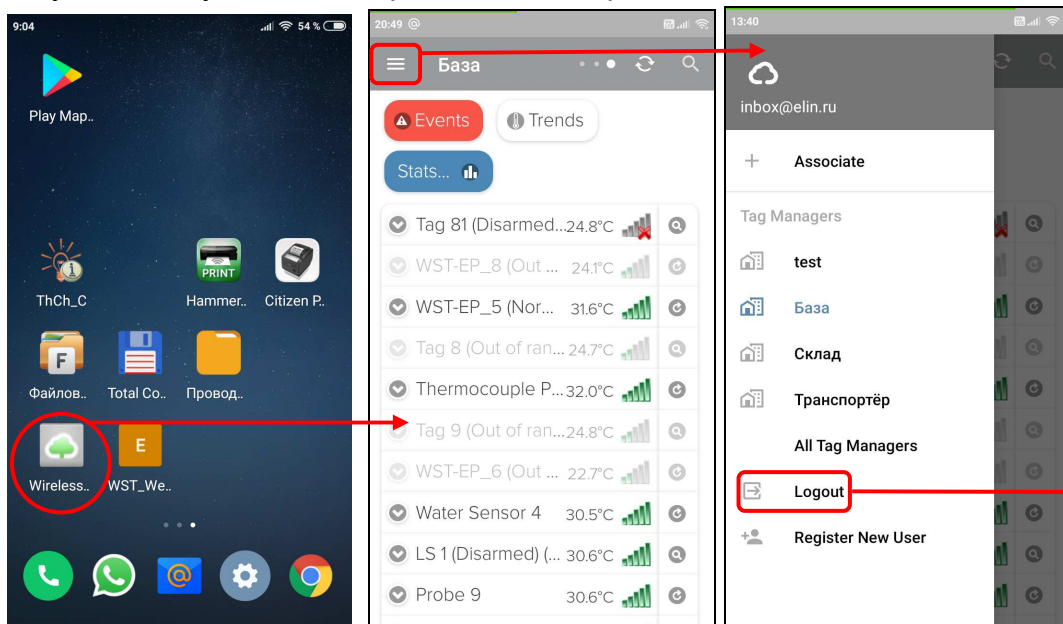 9:04
54 %
Play Map..
PRINT
ThCh_C
Hammer..
Citizen P..
F
Файлов..
Total Co..
Провод..
E
Wireless..
WST_We..
@
20:49 @
База
Events
Trends
Stats...
Tag 81 (Disarmed...24.8°C
WST-EP_8 (Out ... 24.1°C
WST-EP_5 (Nor... 31.6°C
Tag 8 (Out of ran... 24.7°C
Thermocouple P...32.0°C
Tag 9 (Out of ran...24.8°C
WST-EP_6 (Out ... 22.7°C
Water Sensor 4 30.5°C
LS 1 (Disarmed) (... 30.6°C
Probe 9 30.6°C
13:40
inbox@elin.ru
Associate
Tag Managers
test
База
Склад
Транспортёр
All Tag Managers
Logout
Register New User